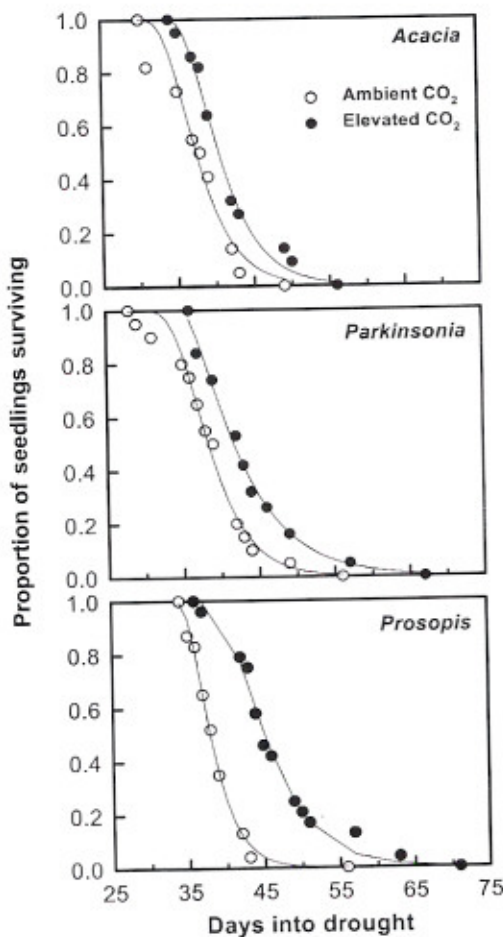 1.0
Acacia
0.8
Ambient CO₂
Elevated CO₂
0.6
0.4
0.2
0.0
1.0
Parkinsonia
0.8
0.6
0.4
0.2
0.0
1.0
Prosopis
0.8
0.6
0.4
0.2
0.0
25 35 45 55 65 75
Days into drought
Proportion of seedlings surviving